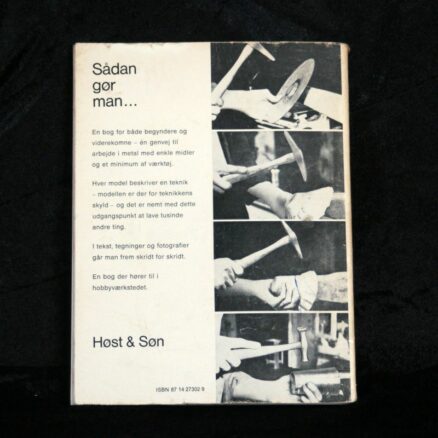 Sådan
gør
man...
En bog for både begyndere og
viderekomne – én genvej til
arbejde i metal med enkle midler
og et minimum af værktøj.
Hver model beskriver en teknik
– modellen er der for teknikkens
skyld – og det er nemt med dette
udgangspunkt at lave tusinde
andre ting.
I tekst, tegninger og fotografier
går man frem skridt for skridt.
En bog der hører til i
hobbyværkstedet.
Høst & Søn
ISBN 87 14 27302 9